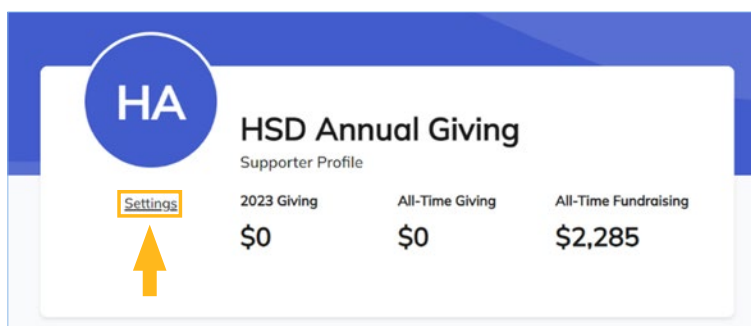 HA
HSD Annual Giving
Supporter Profile
Settings
2023 Giving All-Time Giving All-Time Fundraising
$0 $0 $2,285